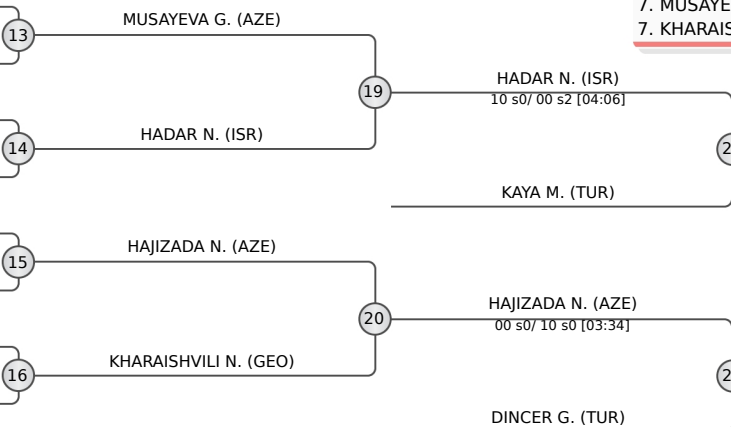 7. MUSAYE
7. KHARAIS
MUSAYEVA G. (AZE)
13
19
HADAR N. (ISR)
10 s0/ 00 s2 [04:06]
HADAR N. (ISR)
14
2
KAYA M. (TUR)
HAJIZADA N. (AZE)
15
HAJIZADA N. (AZE)
20
00 s0/ 10 s0 [03:34]
KHARAISHVILI N. (GEO)
16
2
DINCER G. (TUR)